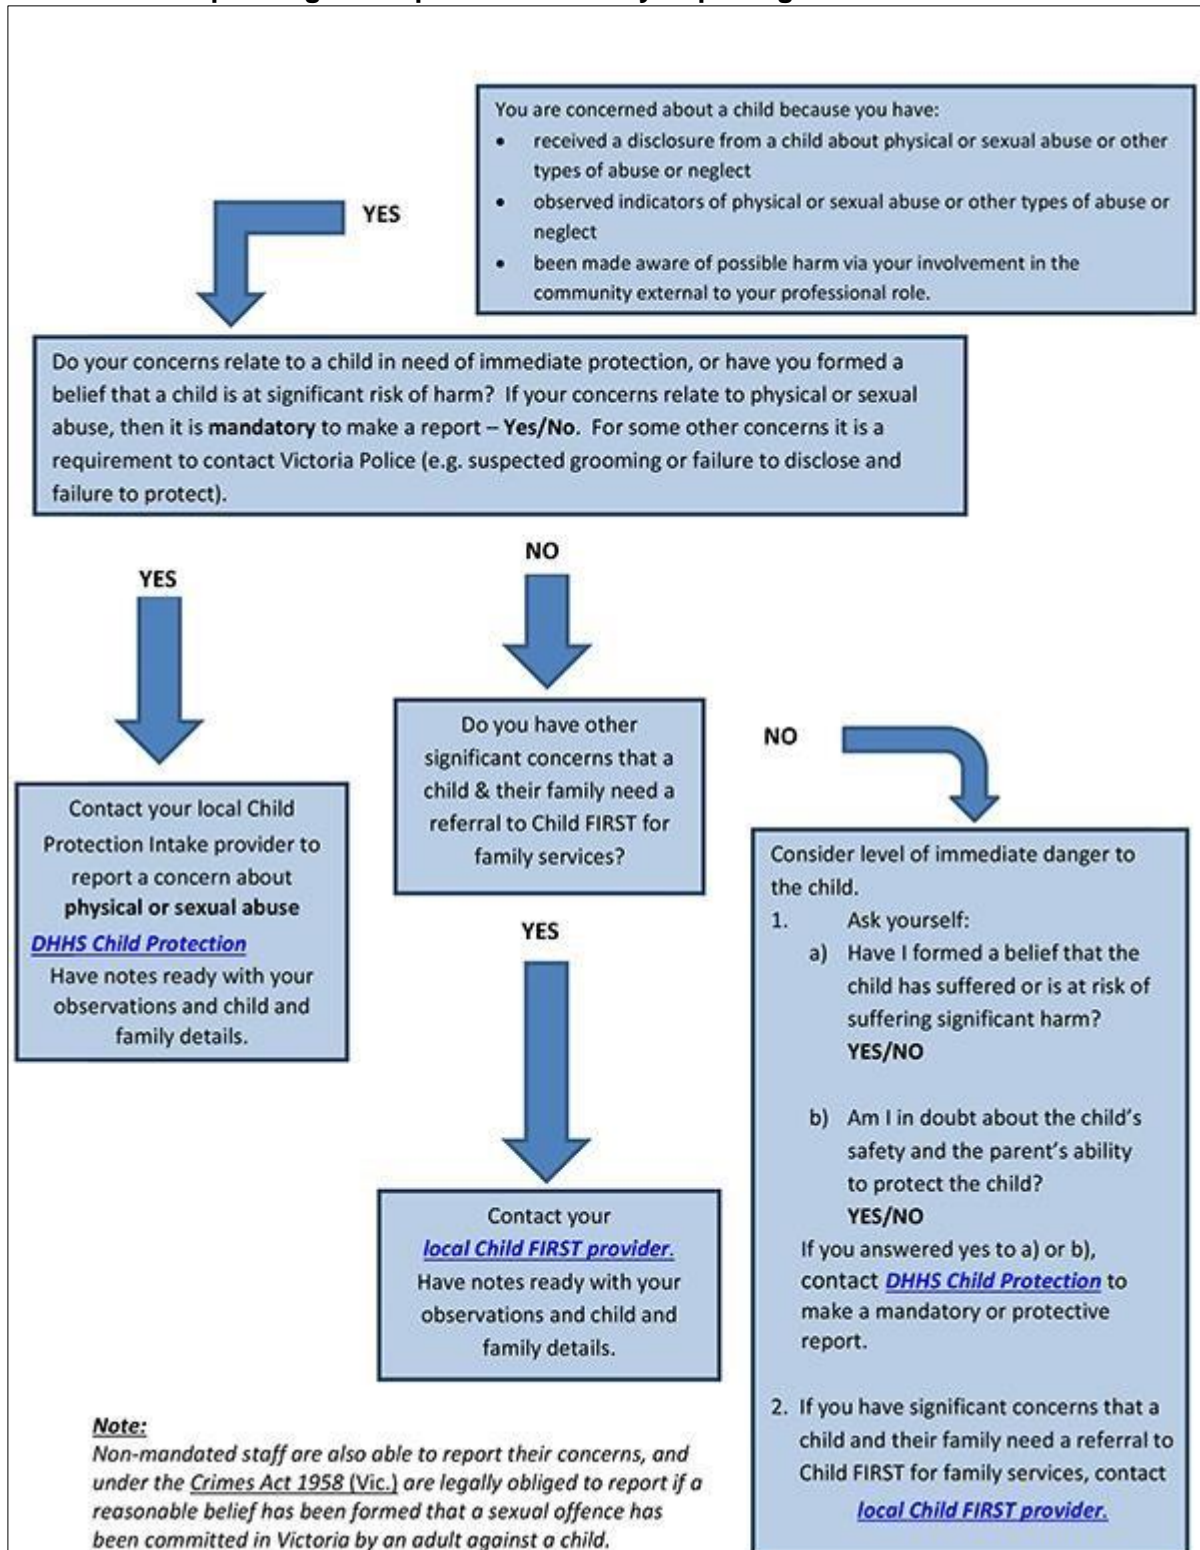 You are concerned about a child because you have:
• received a disclosure from a child about physical or sexual abuse or other
types of abuse or neglect
• observed indicators of physical or sexual abuse or other types of abuse or
neglect
• been made aware of possible harm via your involvement in the
community external to your professional role.
YES
Do your concerns relate to a child in need of immediate protection, or have you formed a
belief that a child is at significant risk of harm? If your concerns relate to physical or sexual
abuse, then it is mandatory to make a report – Yes/No. For some other concerns it is a
requirement to contact Victoria Police (e.g. suspected grooming or failure to disclose and
failure to protect).
YES
NO
Contact your local Child
Protection Intake provider to
report a concern about
physical or sexual abuse
DHHS Child Protection
Have notes ready with your
observations and child and
family details.
Do you have other
significant concerns that a
child & their family need a
referral to Child FIRST for
family services?
YES
NO
Contact your
local Child FIRST provider.
Have notes ready with your
observations and child and
family details.
Consider level of immediate danger to
the child.
1. Ask yourself:
a) Have I formed a belief that the
child has suffered or is at risk of
suffering significant harm?
YES/NO
b) Am I in doubt about the child's
safety and the parent's ability
to protect the child?
YES/NO
If you answered yes to a) or b),
contact DHHS Child Protection to
make a mandatory or protective
report.
2. If you have significant concerns that a
child and their family need a referral to
Child FIRST for family services, contact
local Child FIRST provider.
Note:
Non-mandated staff are also able to report their concerns, and
under the Crimes Act 1958 (Vic.) are legally obliged to report if a
reasonable belief has been formed that a sexual offence has
been committed in Victoria by an adult against a child.